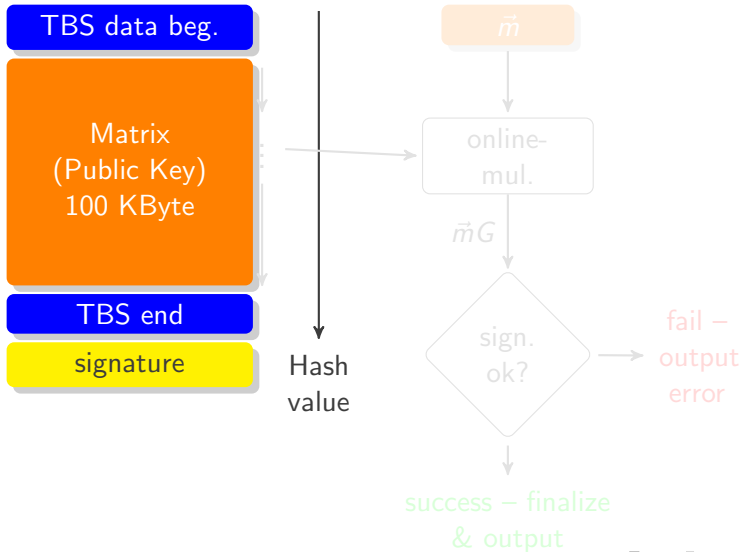 TBS data beg.
Matrix
(Public Key)
100 KByte
TBS end
signature
Hash
value
m⃗
online-
mul.
m⃗G
sign.
ok?
fail –
output
error
success – finalize
& output